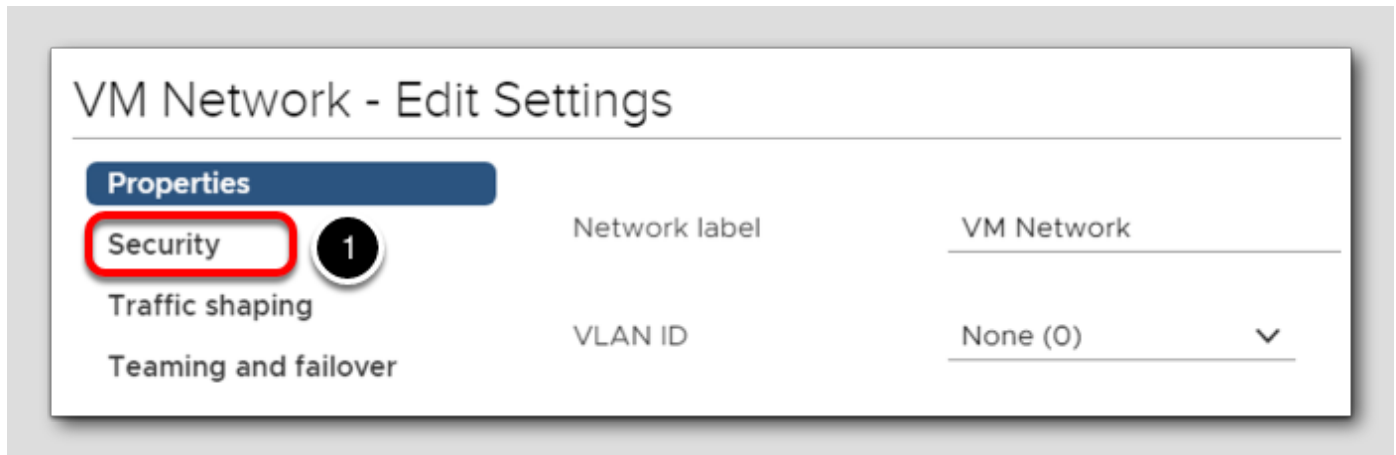 VM Network - Edit Settings
Properties
Security
1
Network label
VM Network
Traffic shaping
VLAN ID
None (0)
Teaming and failover